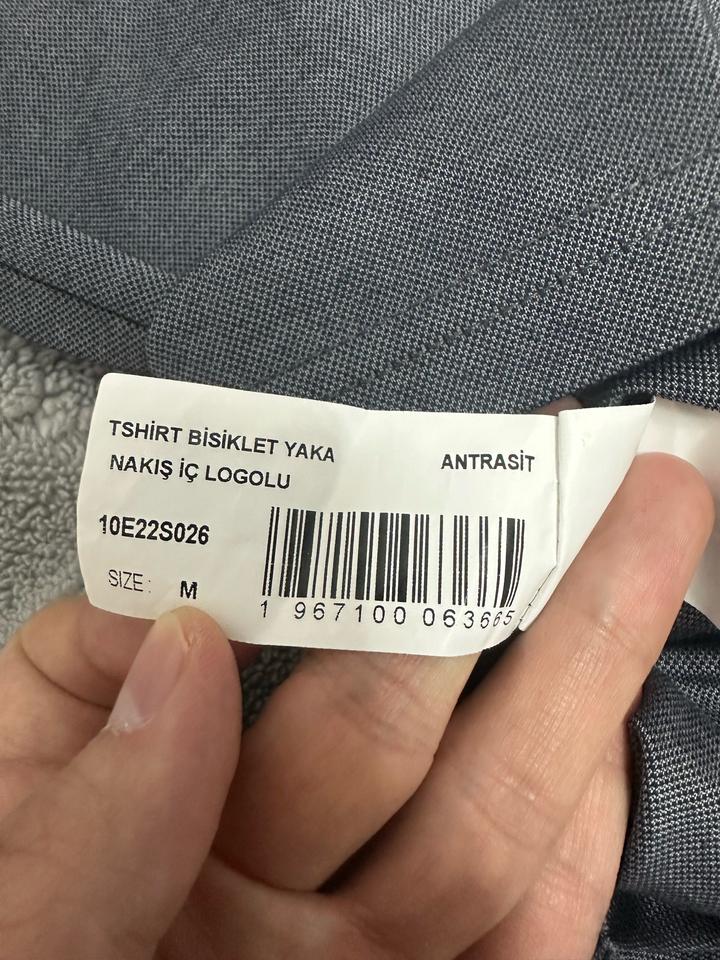 TSHİRT BİSİKLET YAKA
NAKIŞ İÇ LOGOLU
ANTRASİT
10E22S026
SIZE: M
1 967100 063665